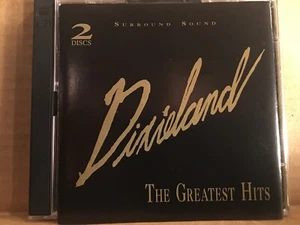 SURROUND SOUND
2
DISCS
Dixieland
THE GREATEST HITS